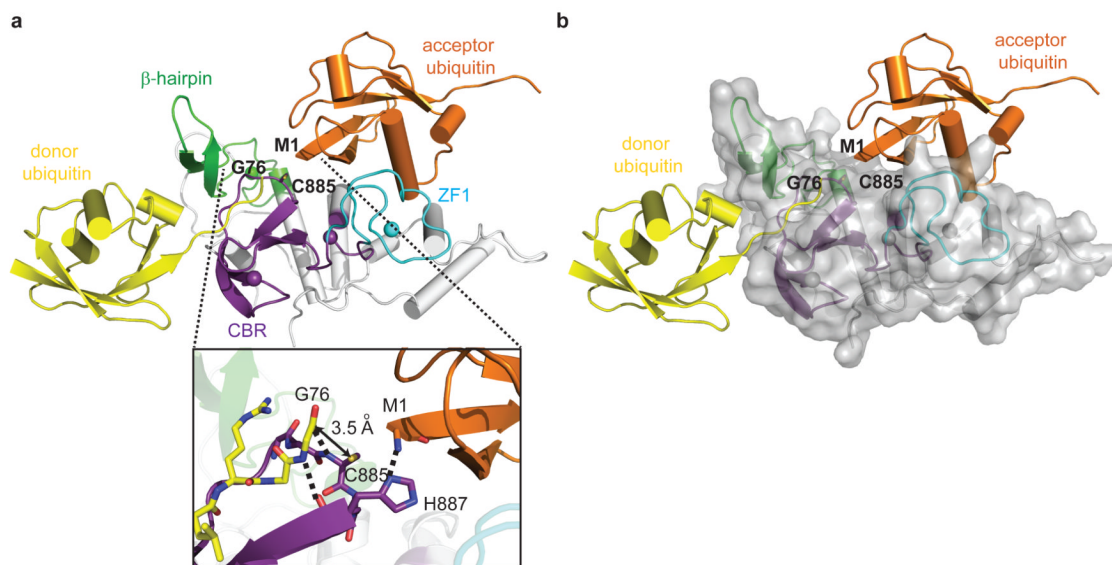 a
acceptor
ubiquitin
β-hairpin
donor
ubiquitin
M1
G76
C885
ZF1
CBR
G76
M1
3.5 Å
C885
H887
b
acceptor
ubiquitin
donor
ubiquitin
M1
G76
C885